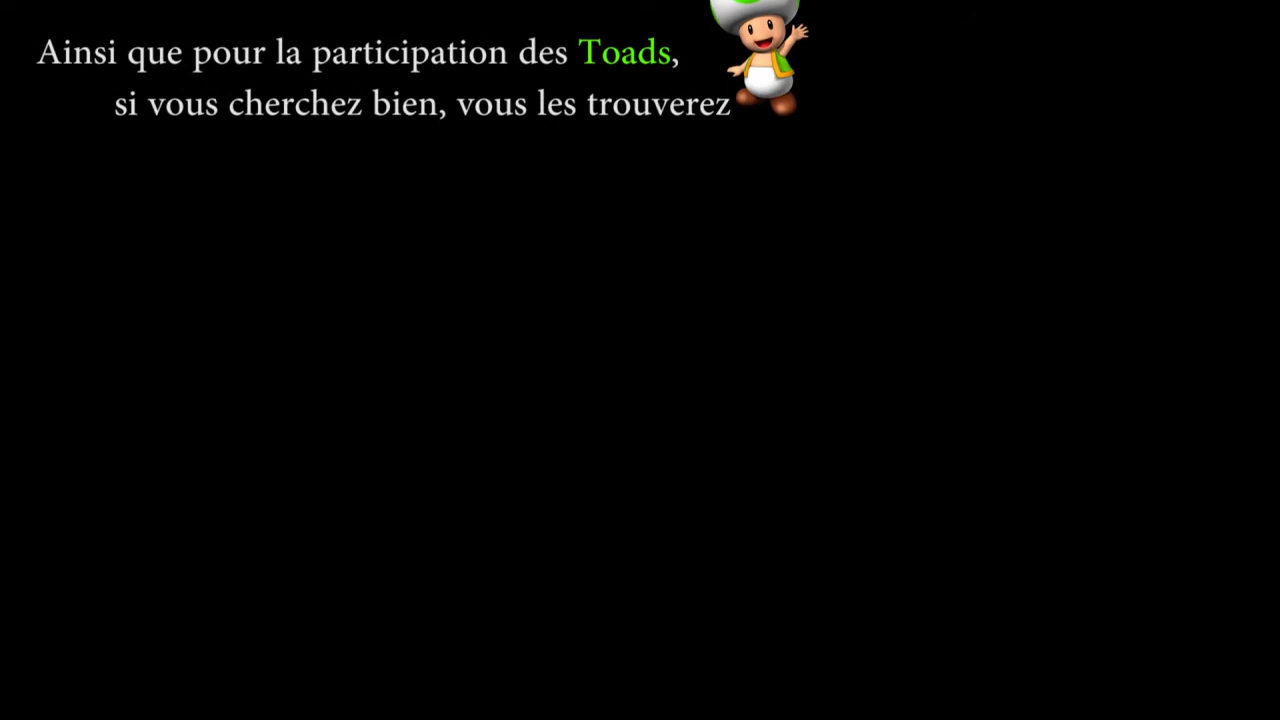 Ainsi que pour la participation des Toads,
si vous cherchez bien, vous les trouverez